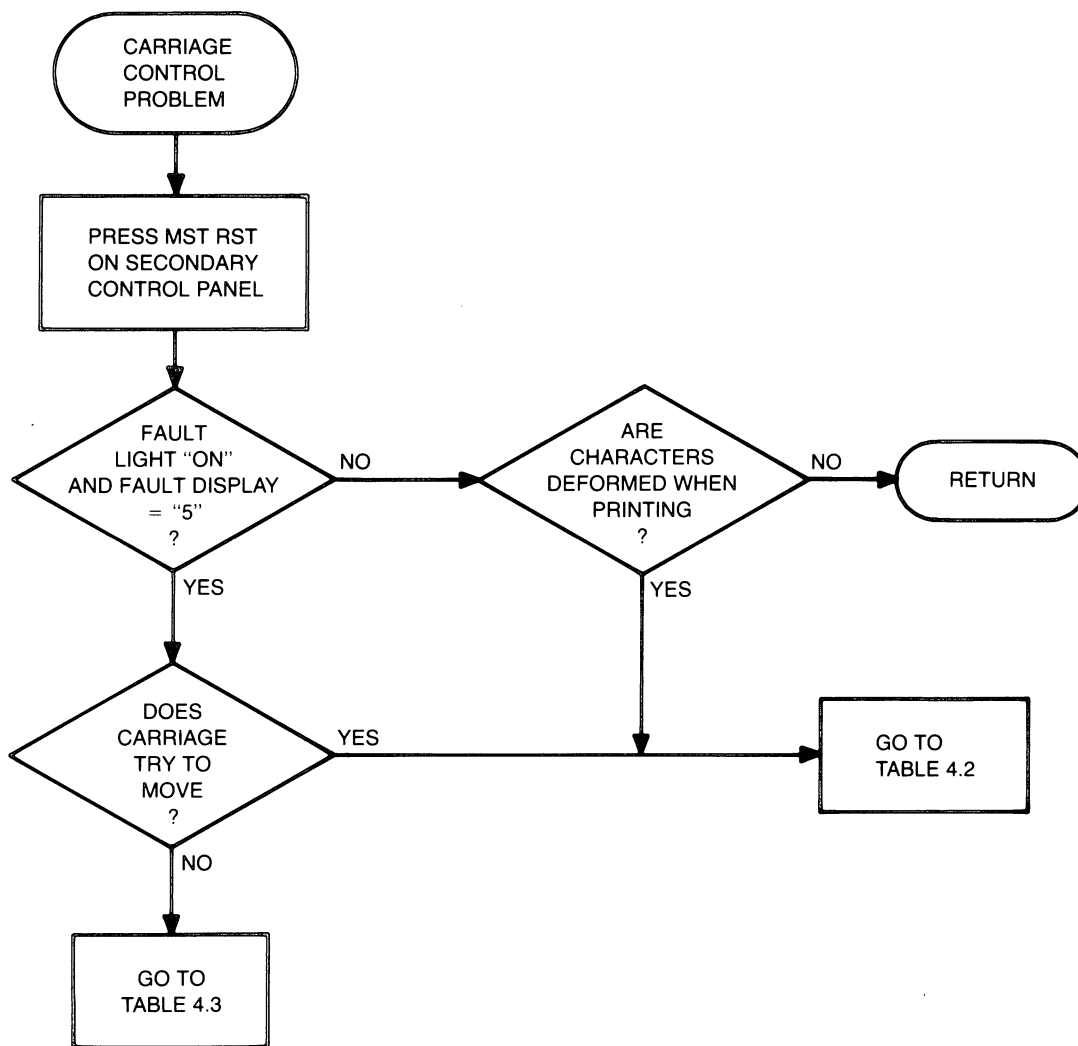 CARRIAGE
CONTROL
PROBLEM
PRESS MST RST
ON SECONDARY
CONTROL PANEL
FAULT
LIGHT “ON”
AND FAULT DISPLAY
= “5”
?
NO
ARE
CHARACTERS
DEFORMED WHEN
PRINTING
?
NO
RETURN
YES
YES
DOES
CARRIAGE
TRY TO
MOVE
?
YES
GO TO
TABLE 4.2
NO
GO TO
TABLE 4.3